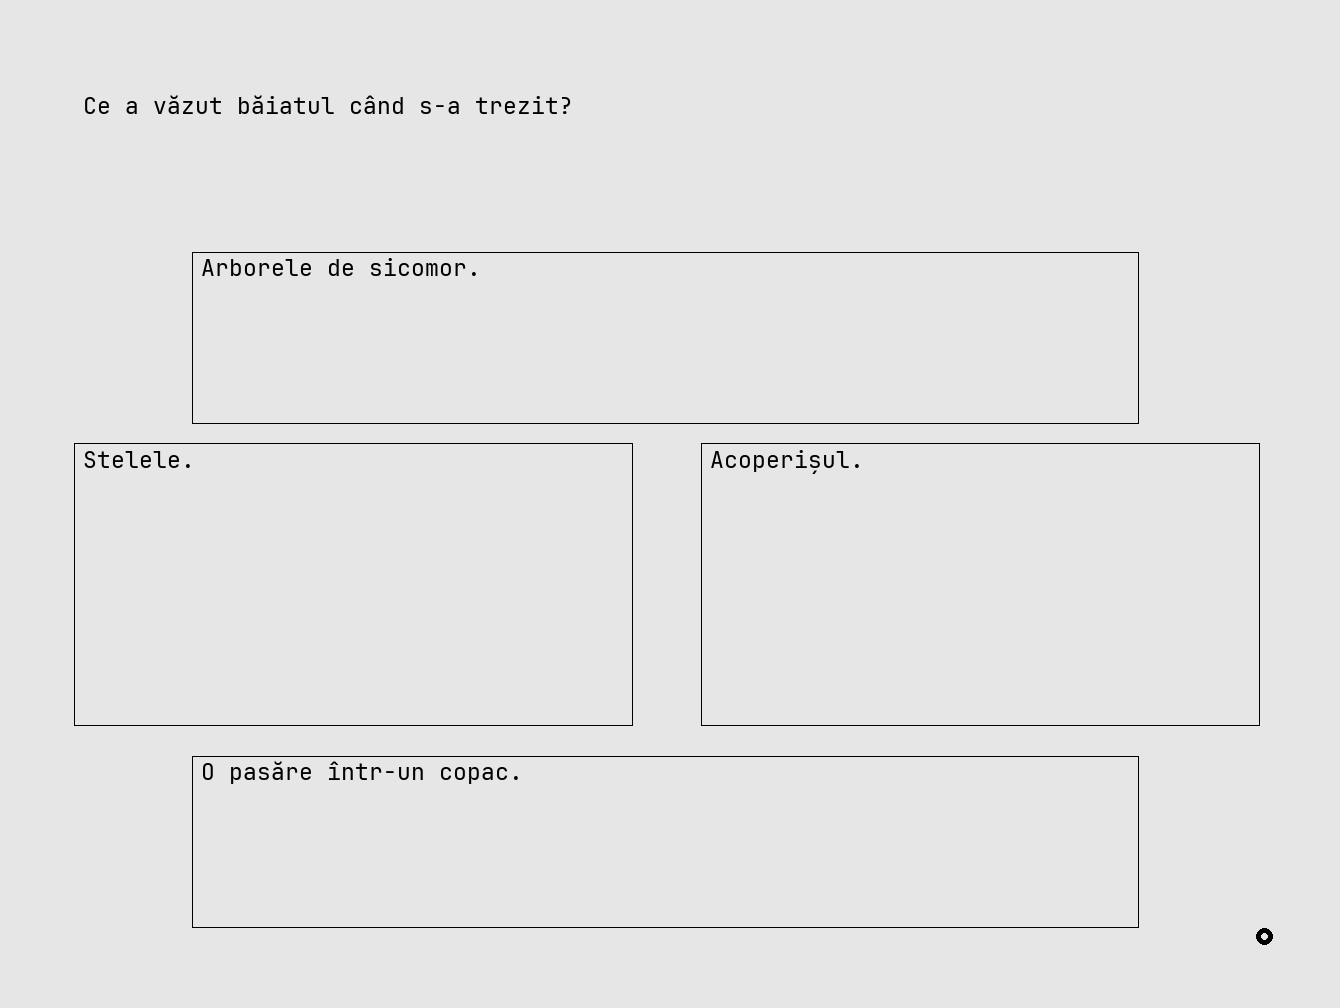 Ce a văzut băiatul când s-a trezit?
Arborele de sicomor.
Stelele.
Acoperișul.
O pasăre într-un copac.